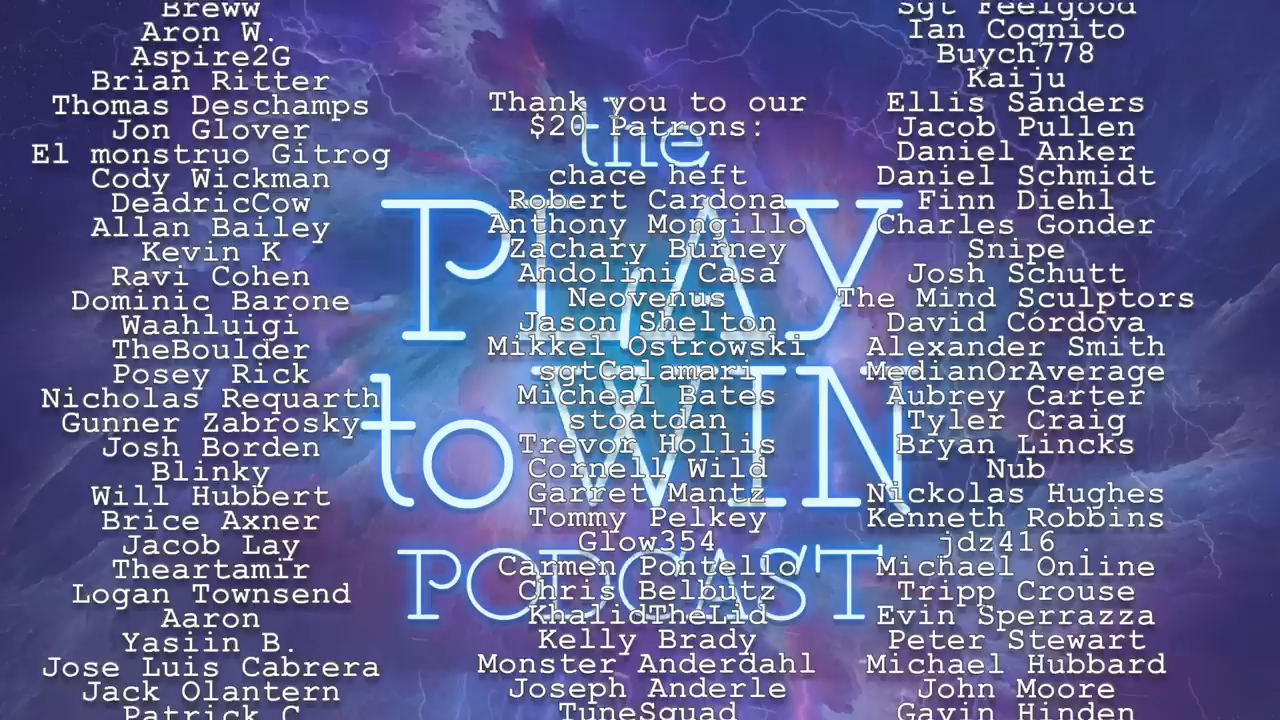 Breww
Aron W.
Aspire2G
Brian Ritter
Thomas Deschamps
Jon Glover
El monstruo Gitrog
Cody Wickman
DeadricCow
Allan Bailey
Kevin K
Ravi Cohen
Dominic Barone
Waahluigi
TheBoulder
Posey Rick
Nicholas Requarth
Gunner Zabrosky
Josh Borden
Blinky
Will Hubbert
Brice Axner
Jacob Lay
Theartamir
Logan Townsend
Aaron
Yasiin B.
Jose Luis Cabrera
Jack Olantern
Patrick C
Thank you to our
$20 Patrons:
chace heft
Robert Cardona
Anthony Mongillo
Zachary Burney
Andolini Casa
Neovenus
Jason Shelton
Mikkel Ostrowski
sgtCalamari
Micheal Bates
stoatdan
Trevor Hollis
Cornell Wild
Garret Mantz
Tommy Pelkey
Glow354
Carmen Pontello
Chris Belbutz
KhalidTheLid
Kelly Brady
Monster Anderdahl
Joseph Anderle
TuneSquad
Sgt Feelgood
Ian Cognito
Buych778
Kaiju
Ellis Sanders
Jacob Pullen
Daniel Anker
Daniel Schmidt
Finn Diehl
Charles Gonder
Snipe
Josh Schutt
The Mind Sculptors
David Córdova
Alexander Smith
MedianOrAverage
Aubrey Carter
Tyler Craig
Bryan Lincks
Nub
Nickolas Hughes
Kenneth Robbins
jdz416
Michael Online
Tripp Crouse
Evin Sperrazza
Peter Stewart
Michael Hubbard
John Moore
Gavin Hinden
the
PLAY
to WIN
PODCAST